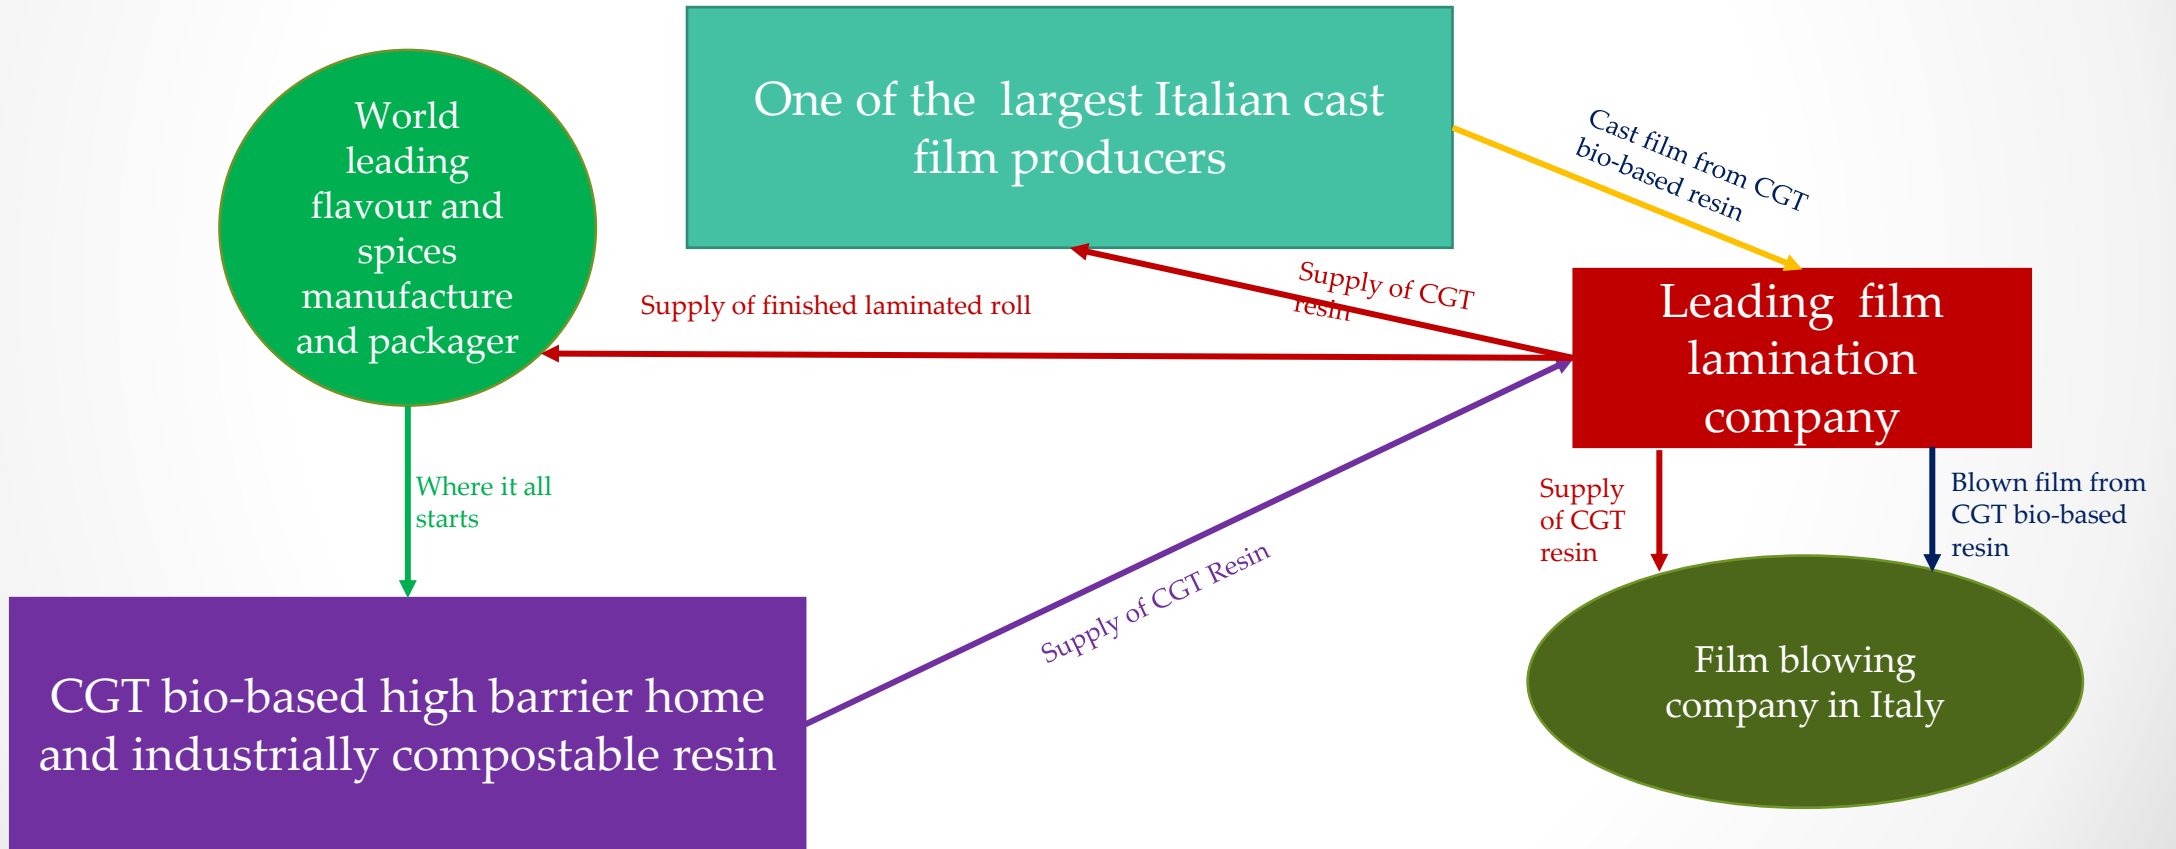 World
leading
flavour and
spices
manufacture
and packager
One of the  largest Italian cast
film producers
Cast film from CGT
bio-based resin
Supply of finished laminated roll
Supply of CGT
resin
Leading  film
lamination
company
Where it all
starts
Supply
of CGT
resin
Blown film from
CGT bio-based
resin
Supply of CGT Resin
CGT bio-based high barrier home
and industrially compostable resin
Film blowing
company in Italy